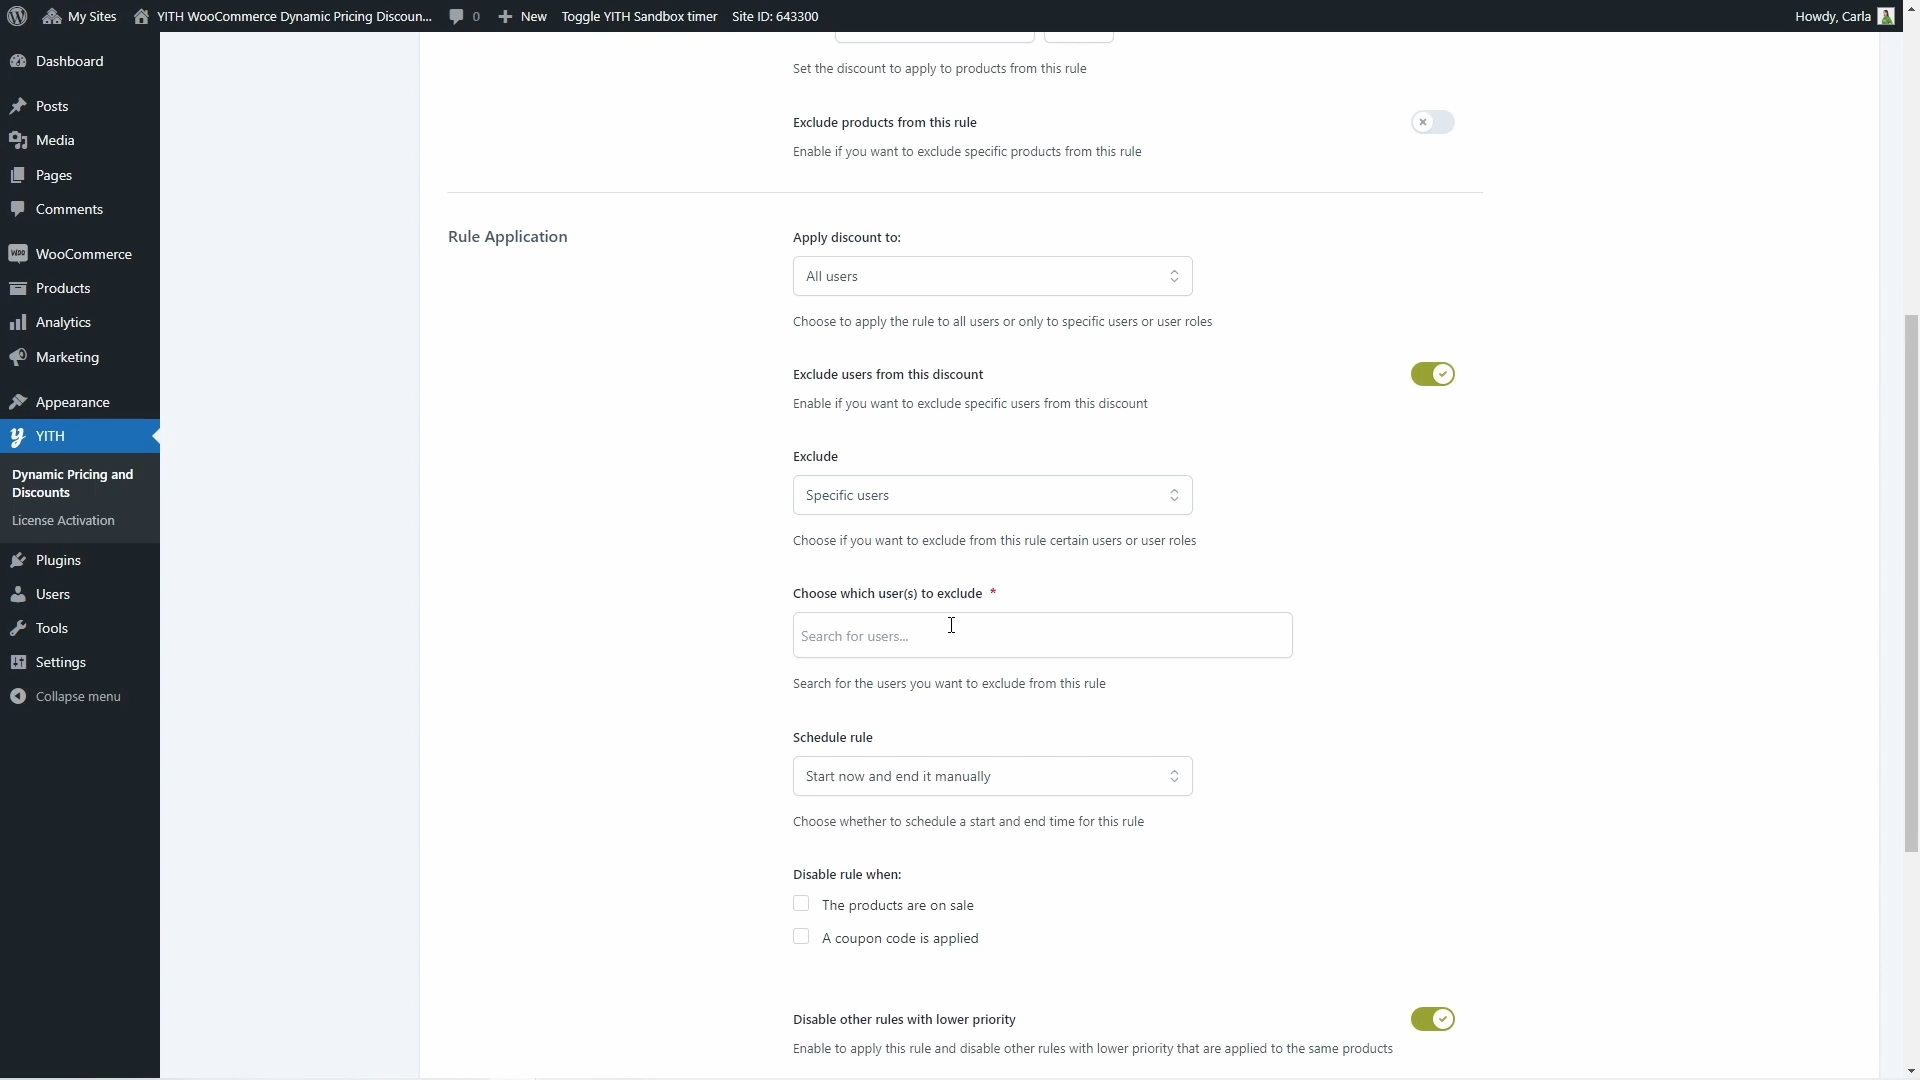 My Sites
YITH WooCommerce Dynamic Pricing Discoun...
0
New
Toggle YITH Sandbox timer
Site ID: 643300
Howdy, Carla
Dashboard
Posts
Media
Pages
Comments
WooCommerce
Products
Analytics
Marketing
Appearance
YITH
Dynamic Pricing and
Discounts
License Activation
Plugins
Users
Tools
Settings
Collapse menu
Set the discount to apply to products from this rule
Exclude products from this rule
Enable if you want to exclude specific products from this rule
Rule Application
Apply discount to:
All users
Choose to apply the rule to all users or only to specific users or user roles
Exclude users from this discount
Enable if you want to exclude specific users from this discount
Exclude
Specific users
Choose if you want to exclude from this rule certain users or user roles
Choose which user(s) to exclude *
Search for users...
Search for the users you want to exclude from this rule
Schedule rule
Start now and end it manually
Choose whether to schedule a start and end time for this rule
Disable rule when:
The products are on sale
A coupon code is applied
Disable other rules with lower priority
Enable to apply this rule and disable other rules with lower priority that are applied to the same products